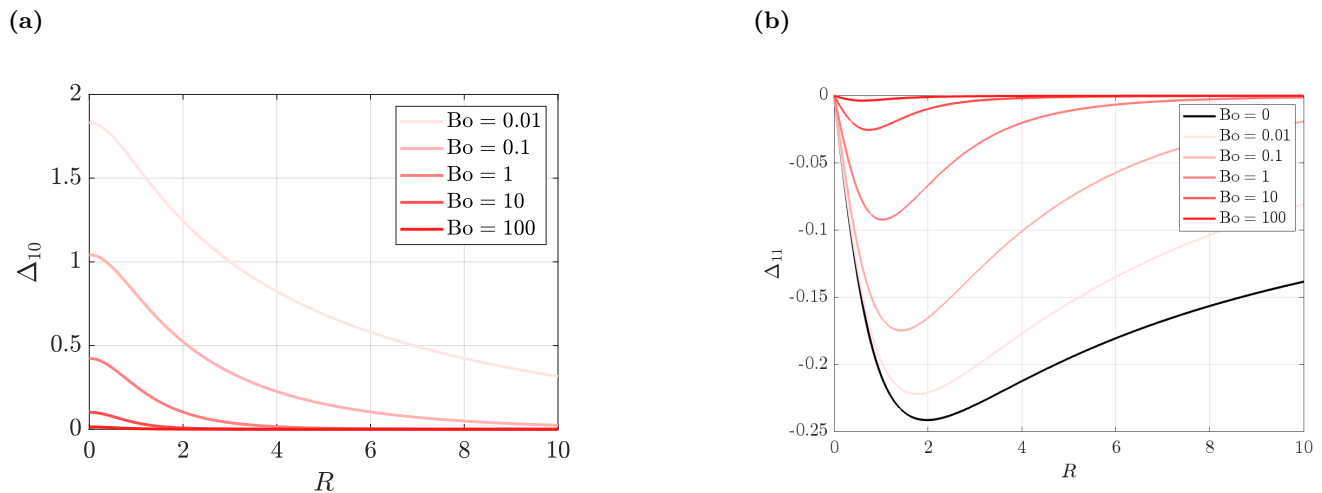 (a)
2
1.5
1
0.5
0
Δ10
0 2 4 6 8 10
R
Bo = 0.01
Bo = 0.1
Bo = 1
Bo = 10
Bo = 100
(b)
0
-0.05
-0.1
-0.15
-0.2
-0.25
Δ11
0 2 4 6 8 10
R
Bo = 0
Bo = 0.01
Bo = 0.1
Bo = 1
Bo = 10
Bo = 100